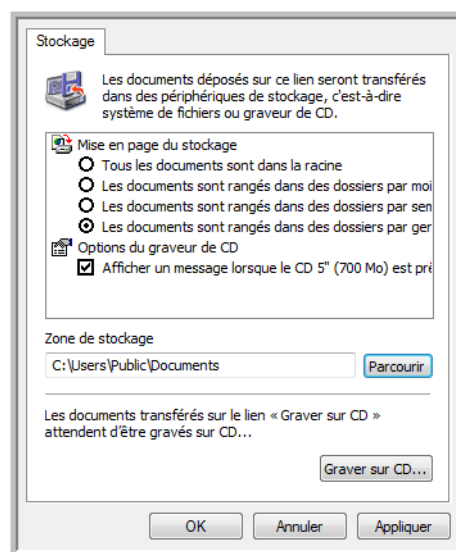 Stockage
Les documents déposés sur ce lien seront transférés
dans des périphériques de stockage, c'est-à-dire
système de fichiers ou graveur de CD.
Mise en page du stockage
Tous les documents sont dans la racine
Les documents sont rangés dans des dossiers par moi
Les documents sont rangés dans des dossiers par sem
Les documents sont rangés dans des dossiers par ger
Options du graveur de CD
Afficher un message lorsque le CD 5" (700 Mo) est prê
Zone de stockage
C:\Users\Public\Documents
Parcourir
Les documents transférés sur le lien « Graver sur CD »
attendent d'être gravés sur CD...
Graver sur CD...
OK
Annuler
Appliquer